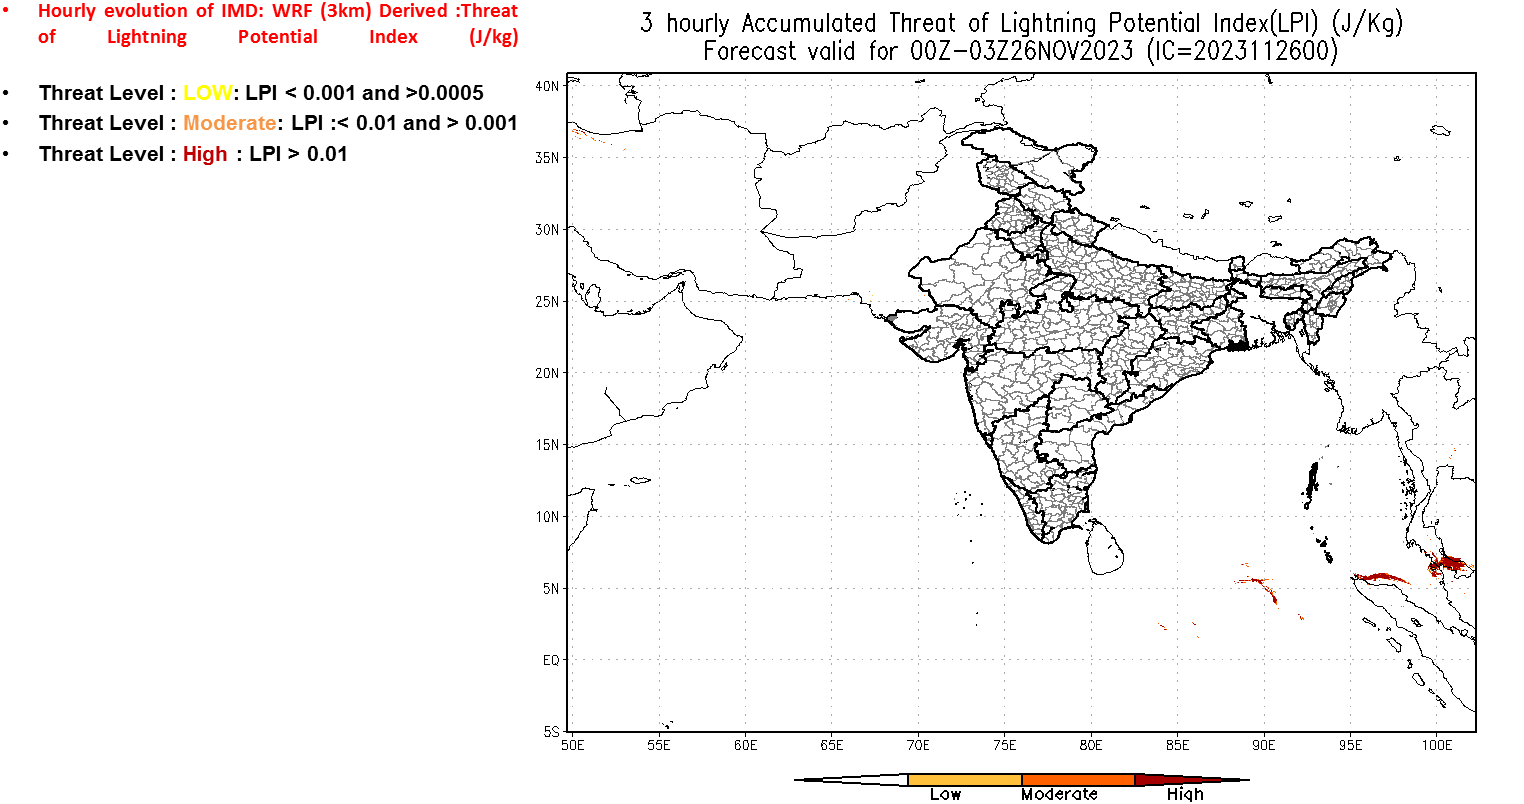 • Hourly evolution of IMD: WRF (3km) Derived :Threat
of Lightning Potential Index (J/kg)
• Threat Level : LOW: LPI < 0.001 and >0.0005
• Threat Level : Moderate: LPI :< 0.01 and > 0.001
• Threat Level : High : LPI > 0.01
3 hourly Accumulated Threat of Lightning Potential Index(LPI) (J/Kg)
Forecast valid for 00Z-03Z26NOV2023 (IC=2023112600)
40N
35N
30N
25N
20N
15N
10N
5N
EQ
5S
50E 55E 60E 65E 70E 75E 80E 85E 90E 95E 100E
Low Moderate High